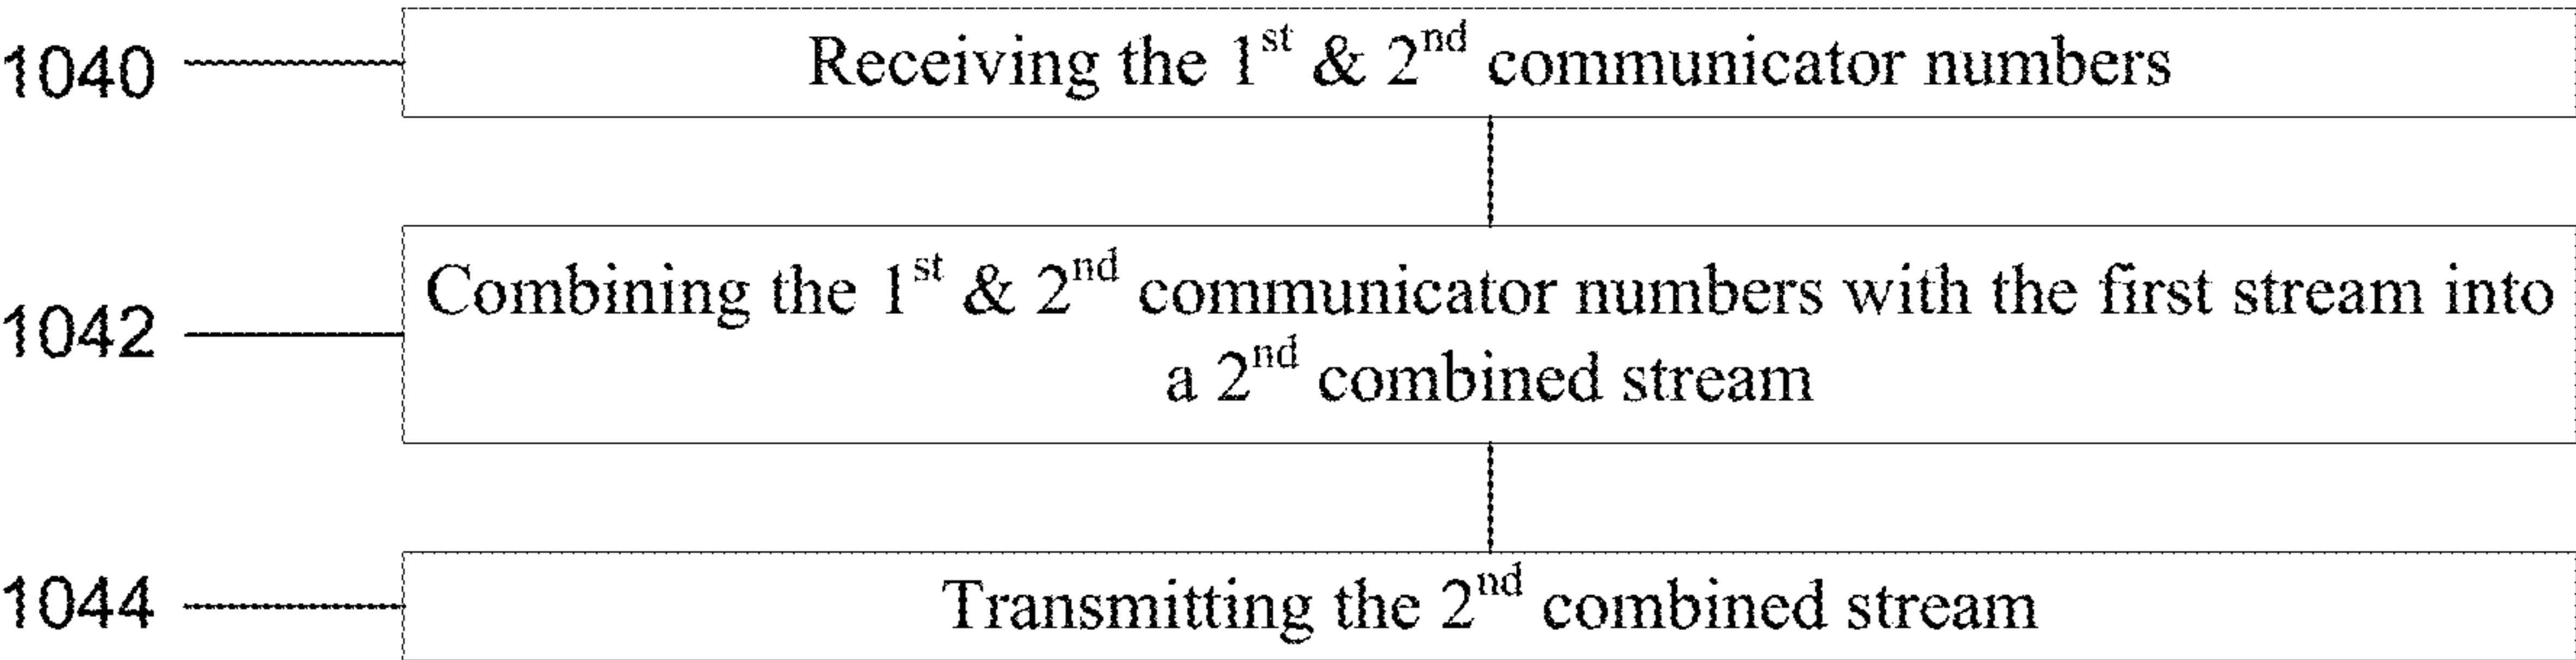 1040 Receiving the 1st & 2nd communicator numbers
1042 Combining the 1st & 2nd communicator numbers with the first stream into
a 2nd combined stream
1044 Transmitting the 2nd combined stream